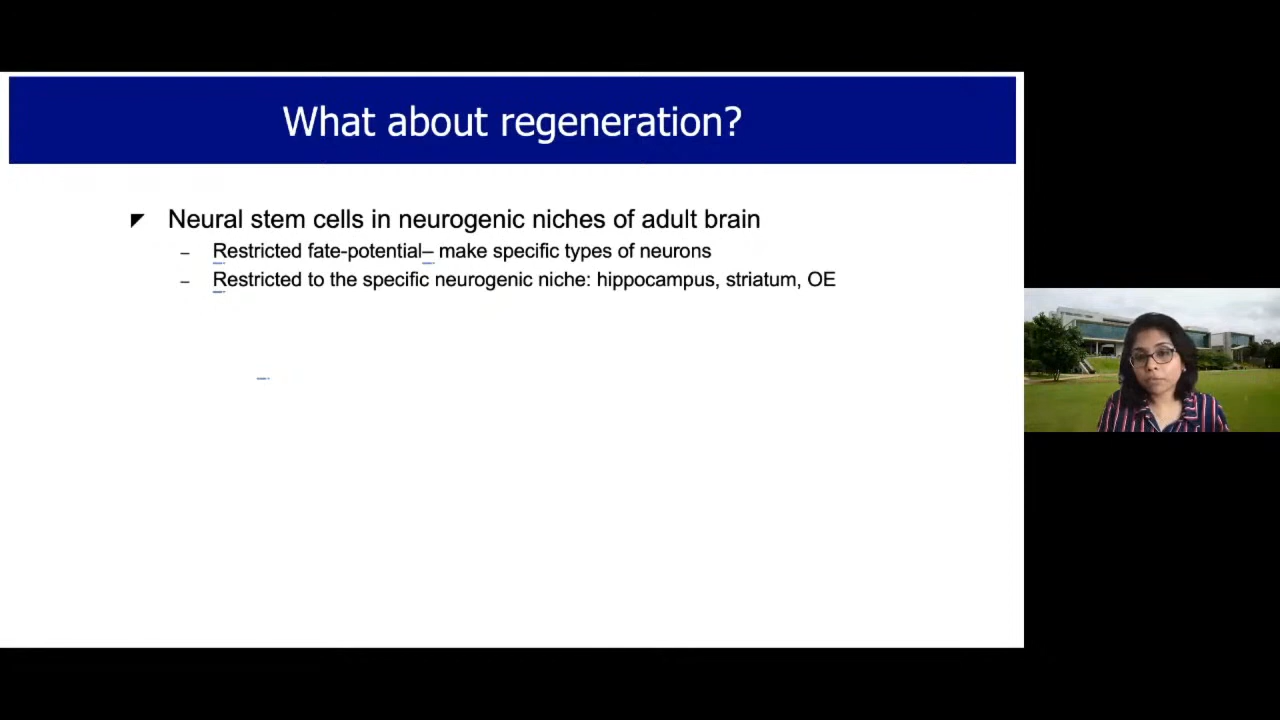 What about regeneration?
Neural stem cells in neurogenic niches of adult brain
– Restricted fate-potential– make specific types of neurons
– Restricted to the specific neurogenic niche: hippocampus, striatum, OE